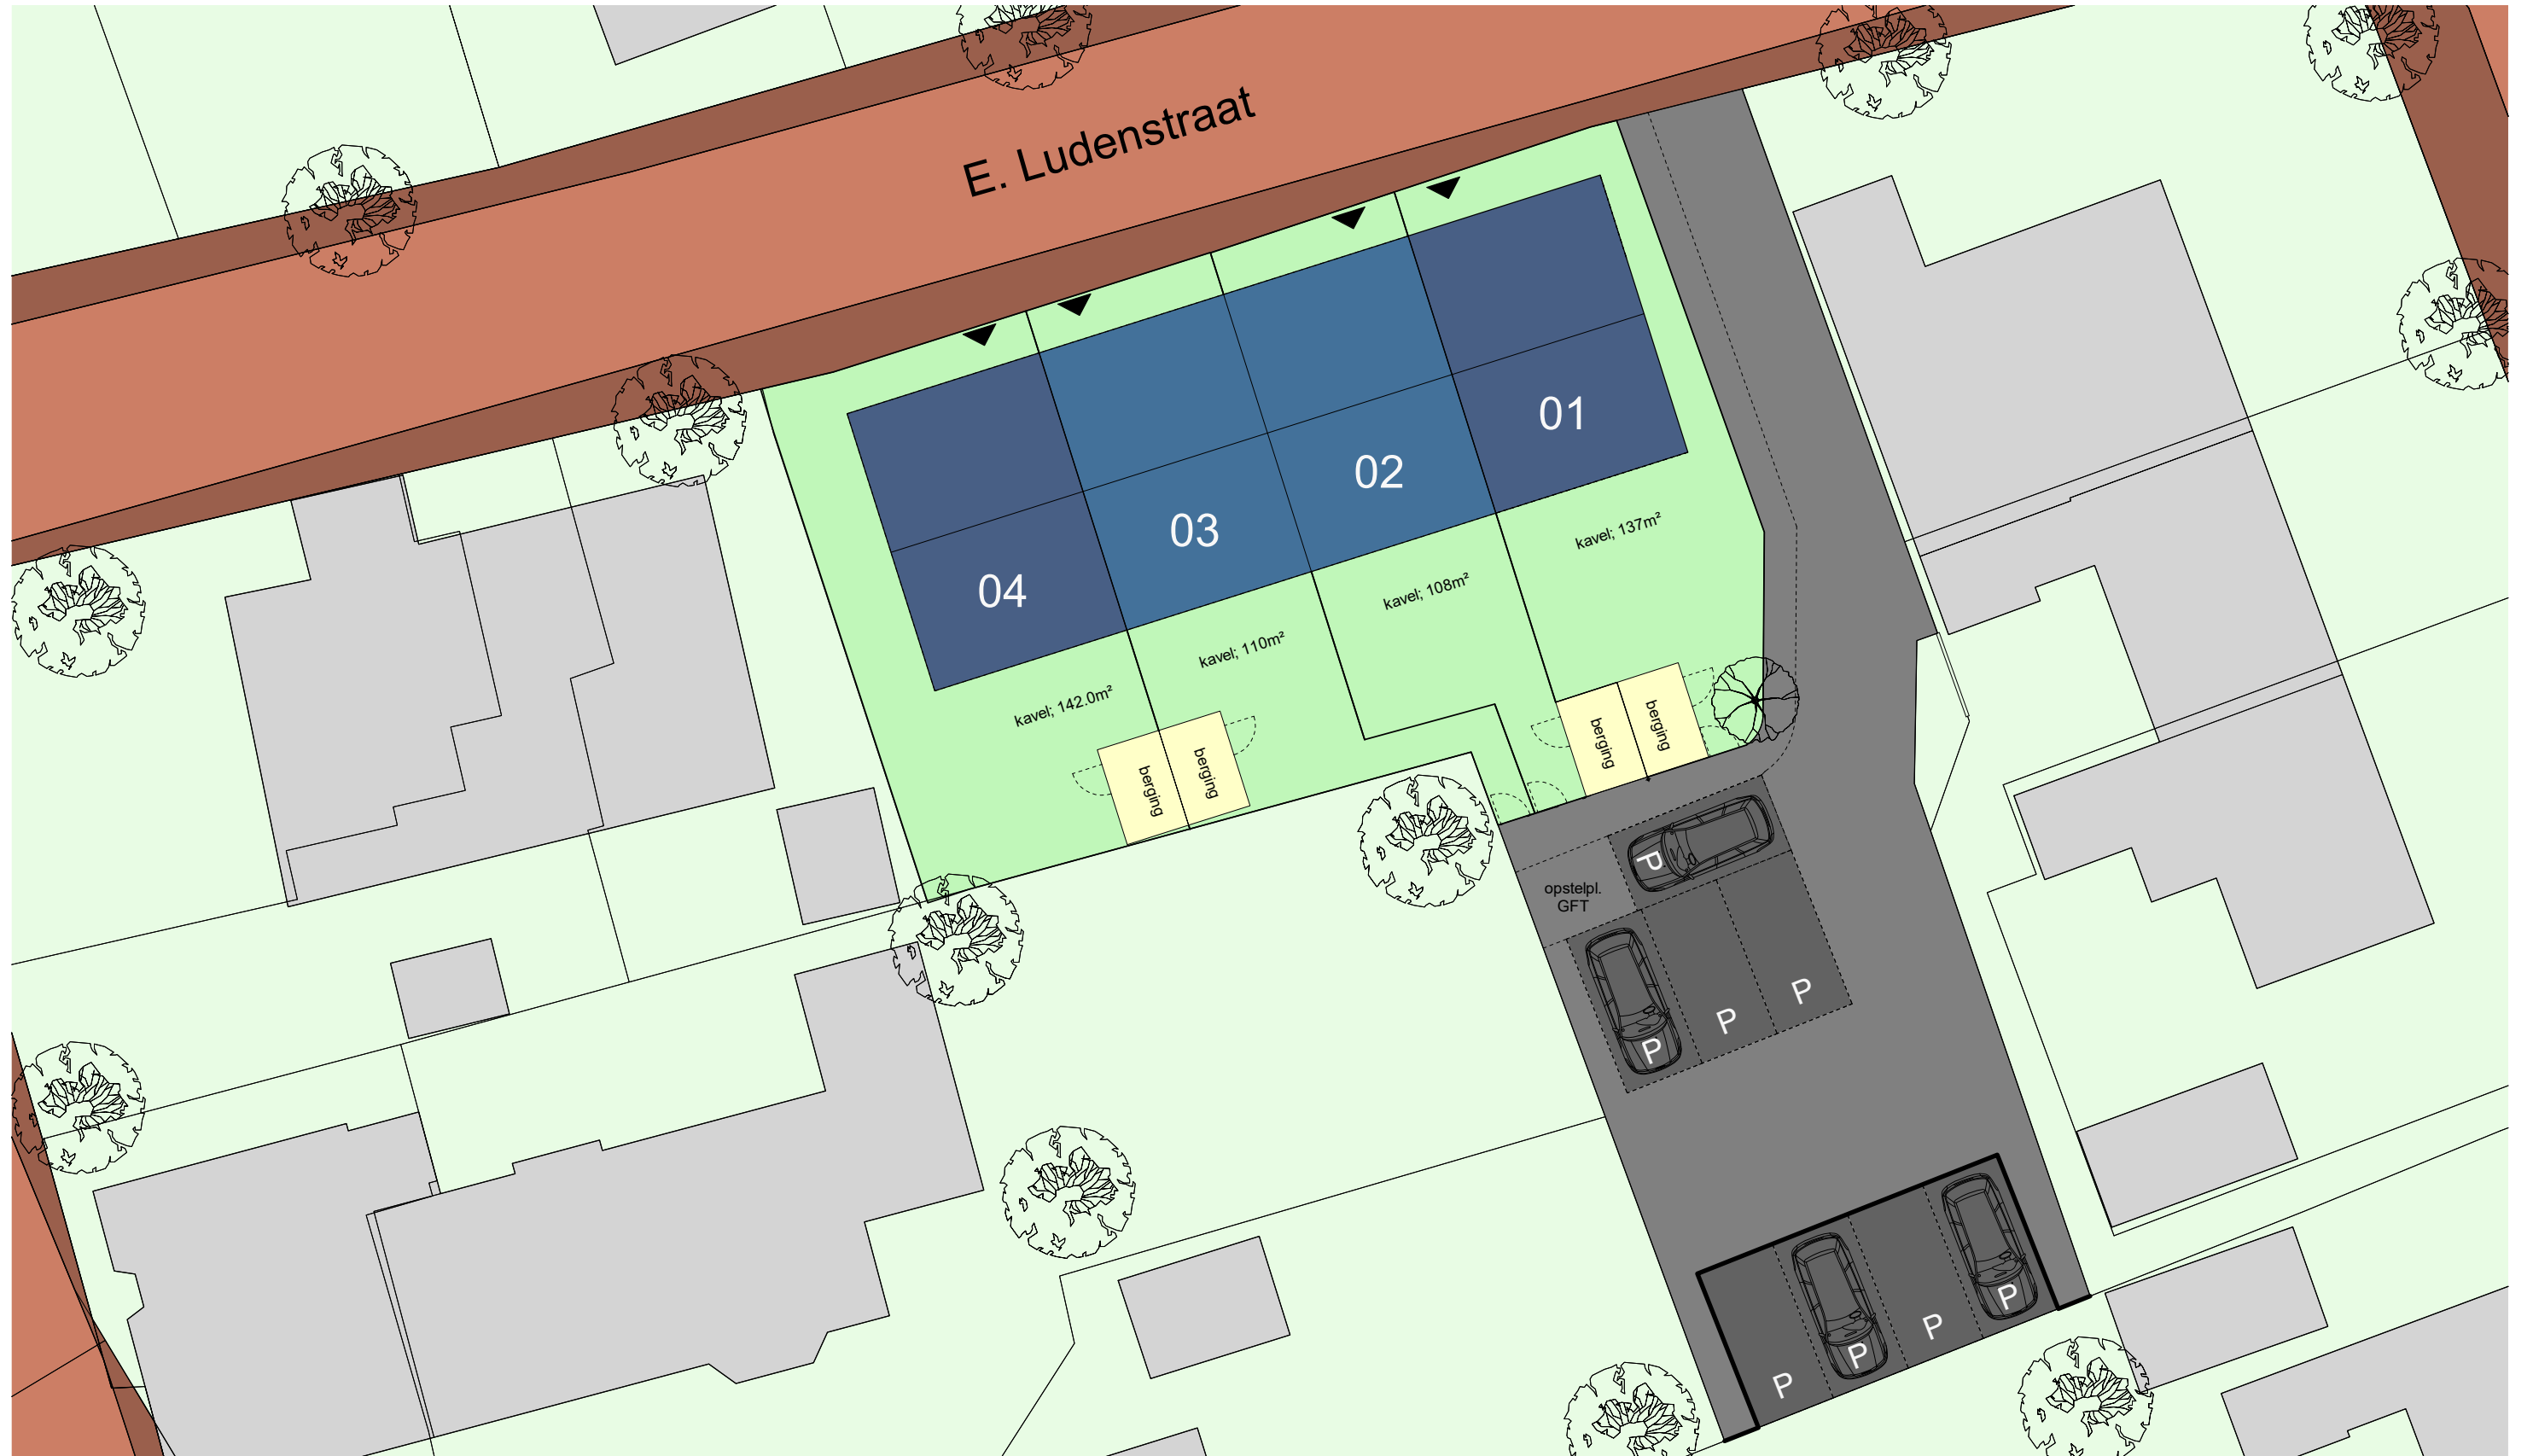 E. Ludenstraat
01
02
03
04
kavel; 137m²
kavel; 108m²
kavel; 110m²
kavel; 142.0m²
berging
berging
berging
berging
opstelpl.
GFT
P
P
P
P
P
P
P
P